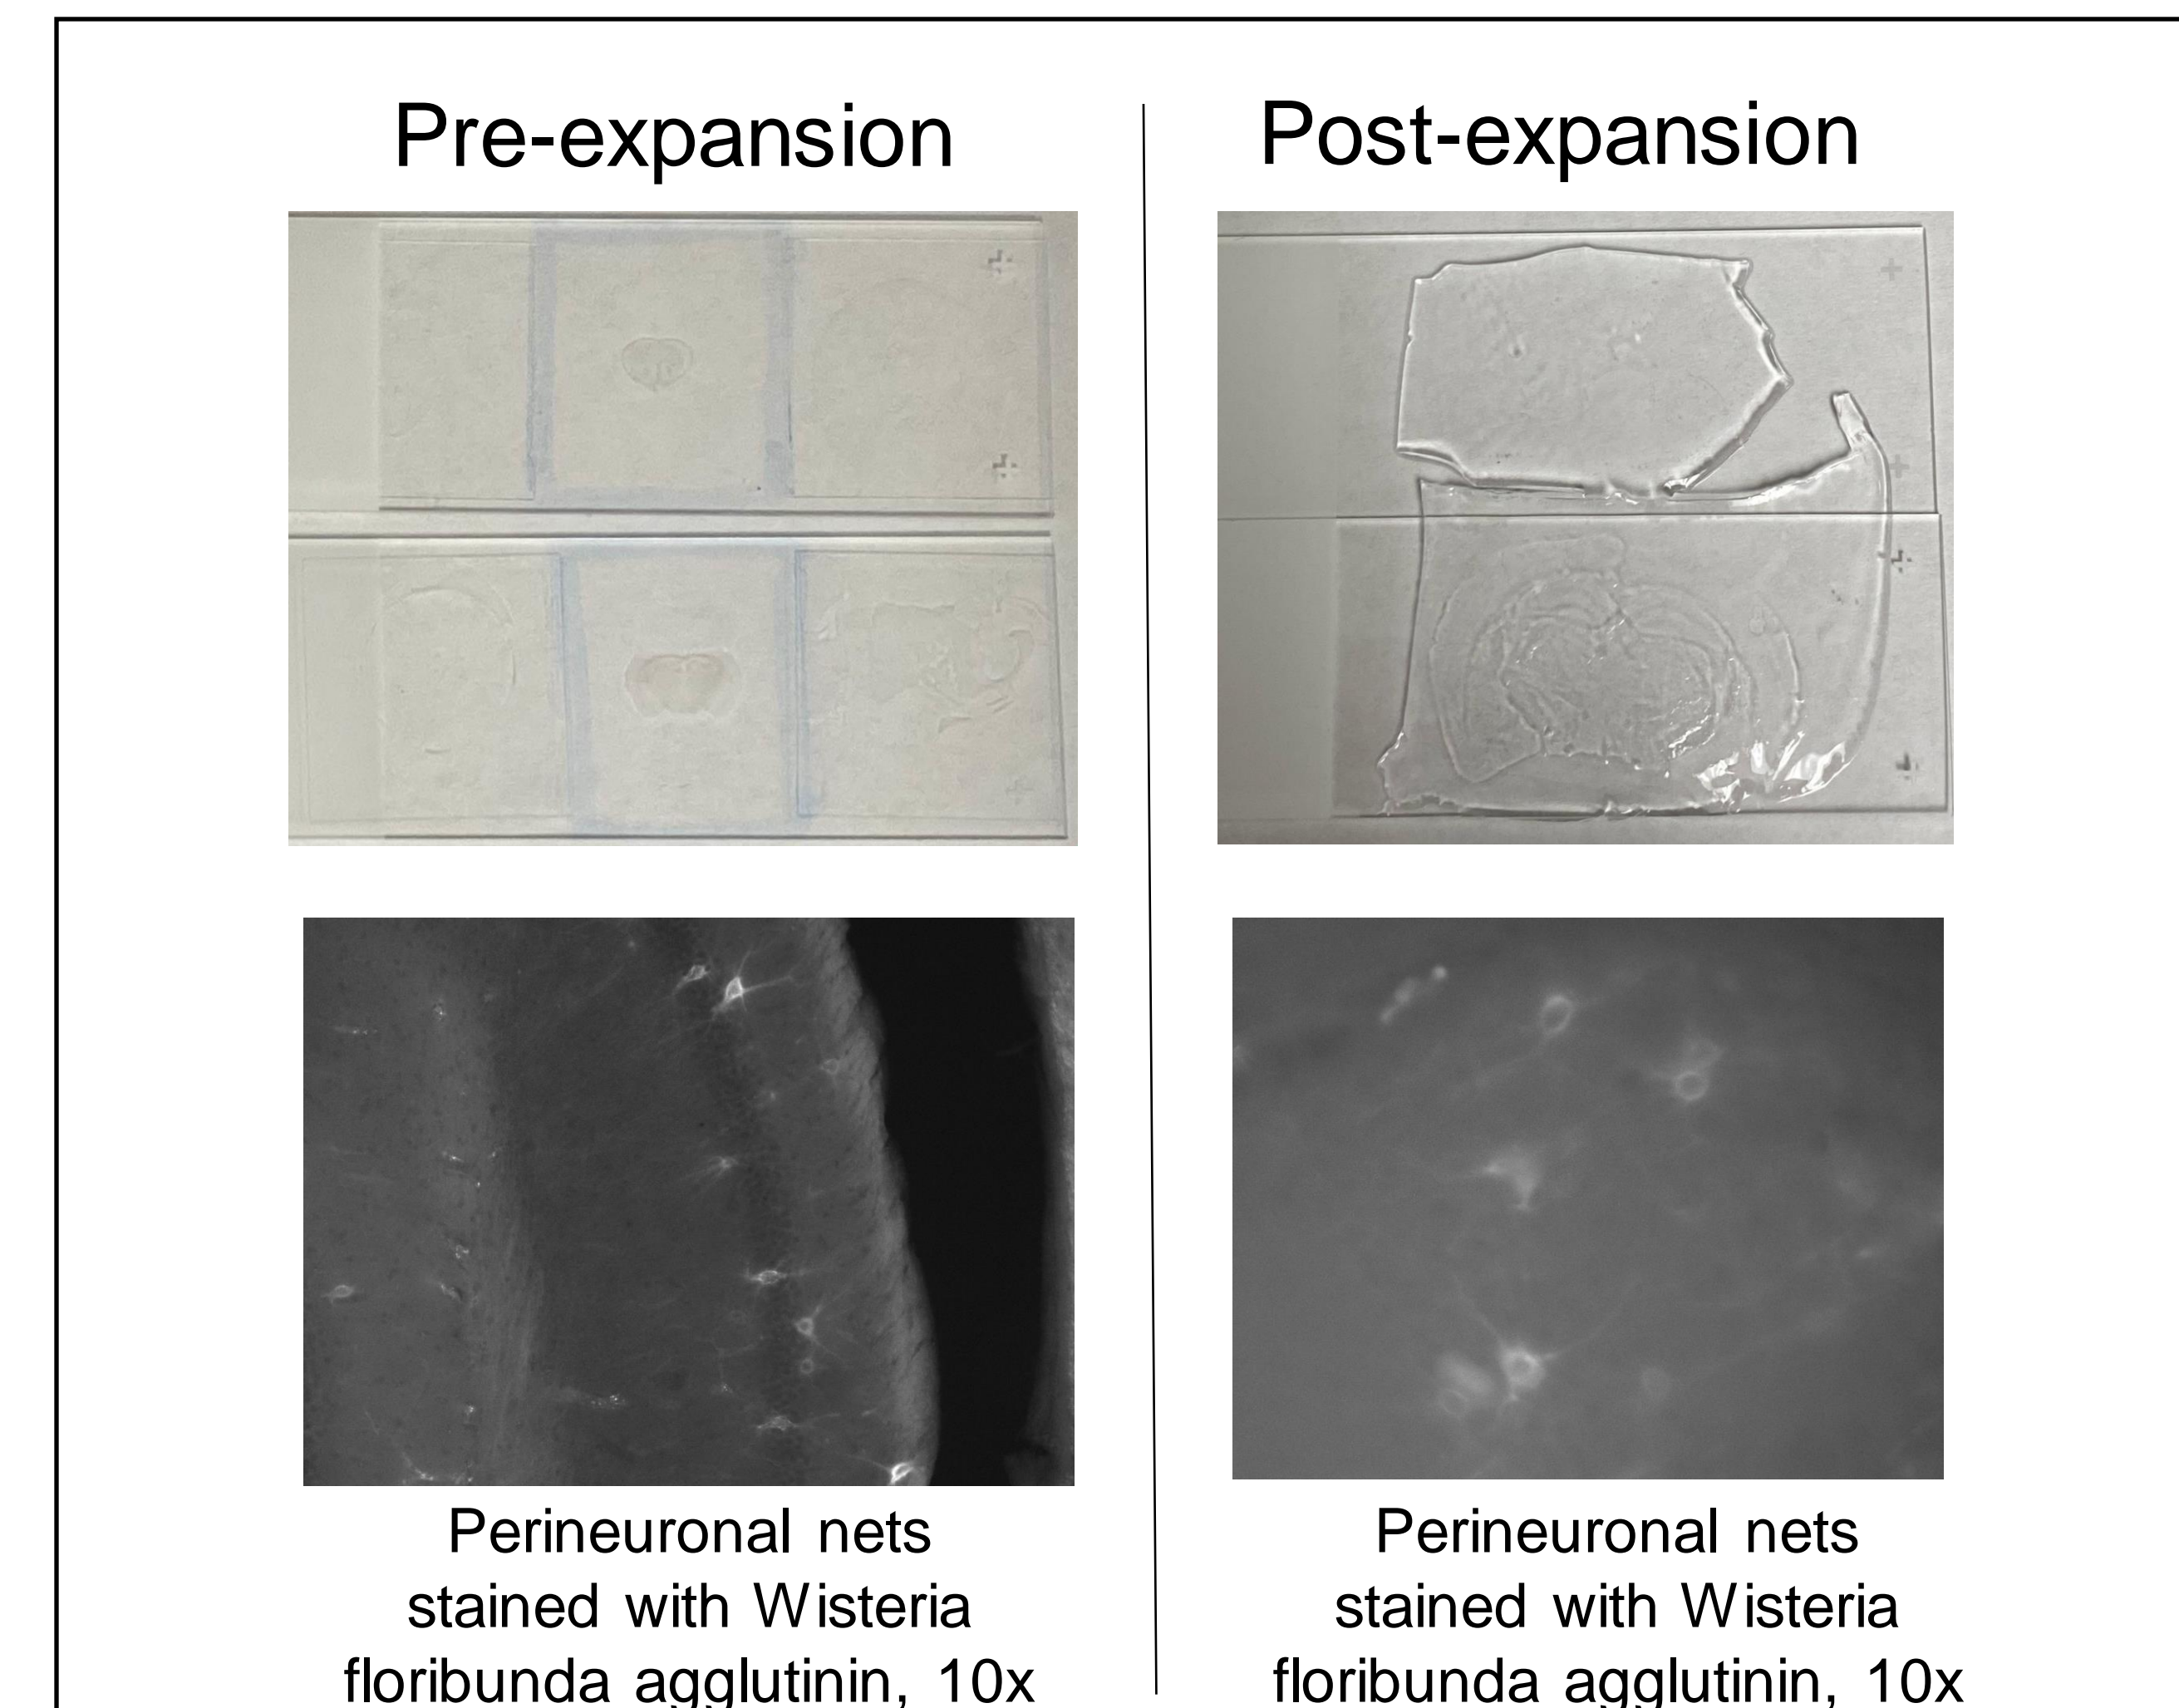 Pre-expansion
Post-expansion
Perineuronal nets
stained with Wisteria
floribunda agglutinin, 10x
Perineuronal nets
stained with Wisteria
floribunda agglutinin, 10x